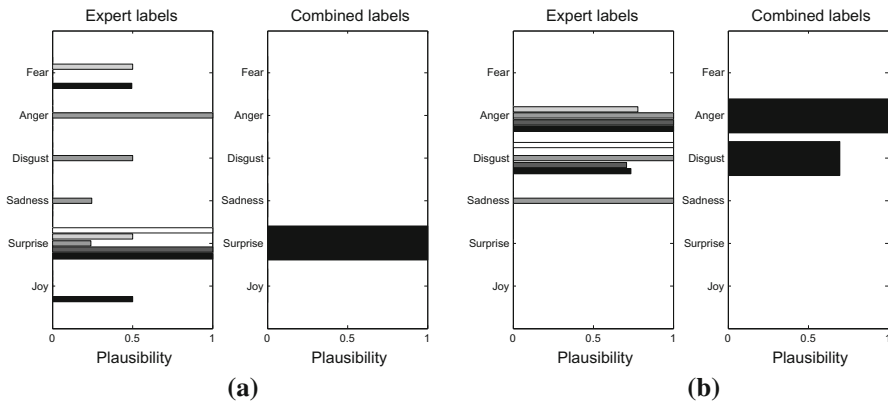 Expert labels
Combined labels
Fear
Anger
Disgust
Sadness
Surprise
Joy
0
0.5
1
Plausibility
Fear
Anger
Disgust
Sadness
Surprise
Joy
0
0.5
1
Plausibility
(a)
Expert labels
Combined labels
Fear
Anger
Disgust
Sadness
Surprise
Joy
0
0.5
1
Plausibility
Fear
Anger
Disgust
Sadness
Surprise
Joy
0
0.5
1
Plausibility
(b)